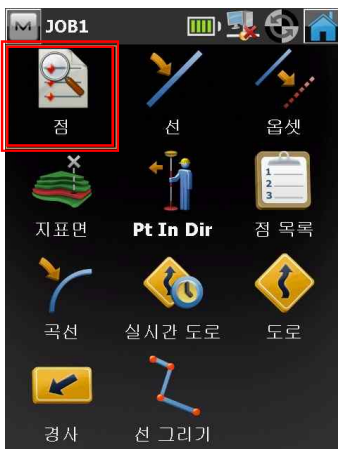 JOB1
점 선 옵셋
지표면 Pt In Dir 점 목록
곡선 실시간 도로 도로
경사 선 그리기